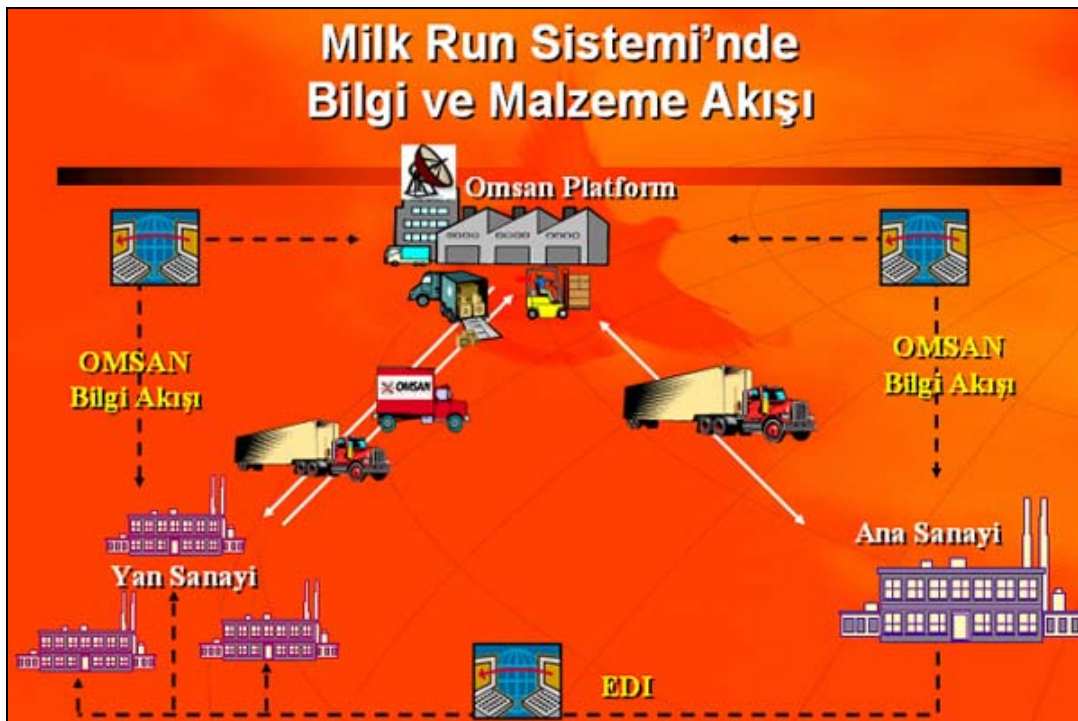 Milk Run Sistemi'nde
Bilgi ve Malzeme Akışı
Omsan Platform
OMSAN
Bilgi Akışı
OMSAN
Bilgi Akışı
OMSAN
Yan Sanayi
Ana Sanayi
EDI